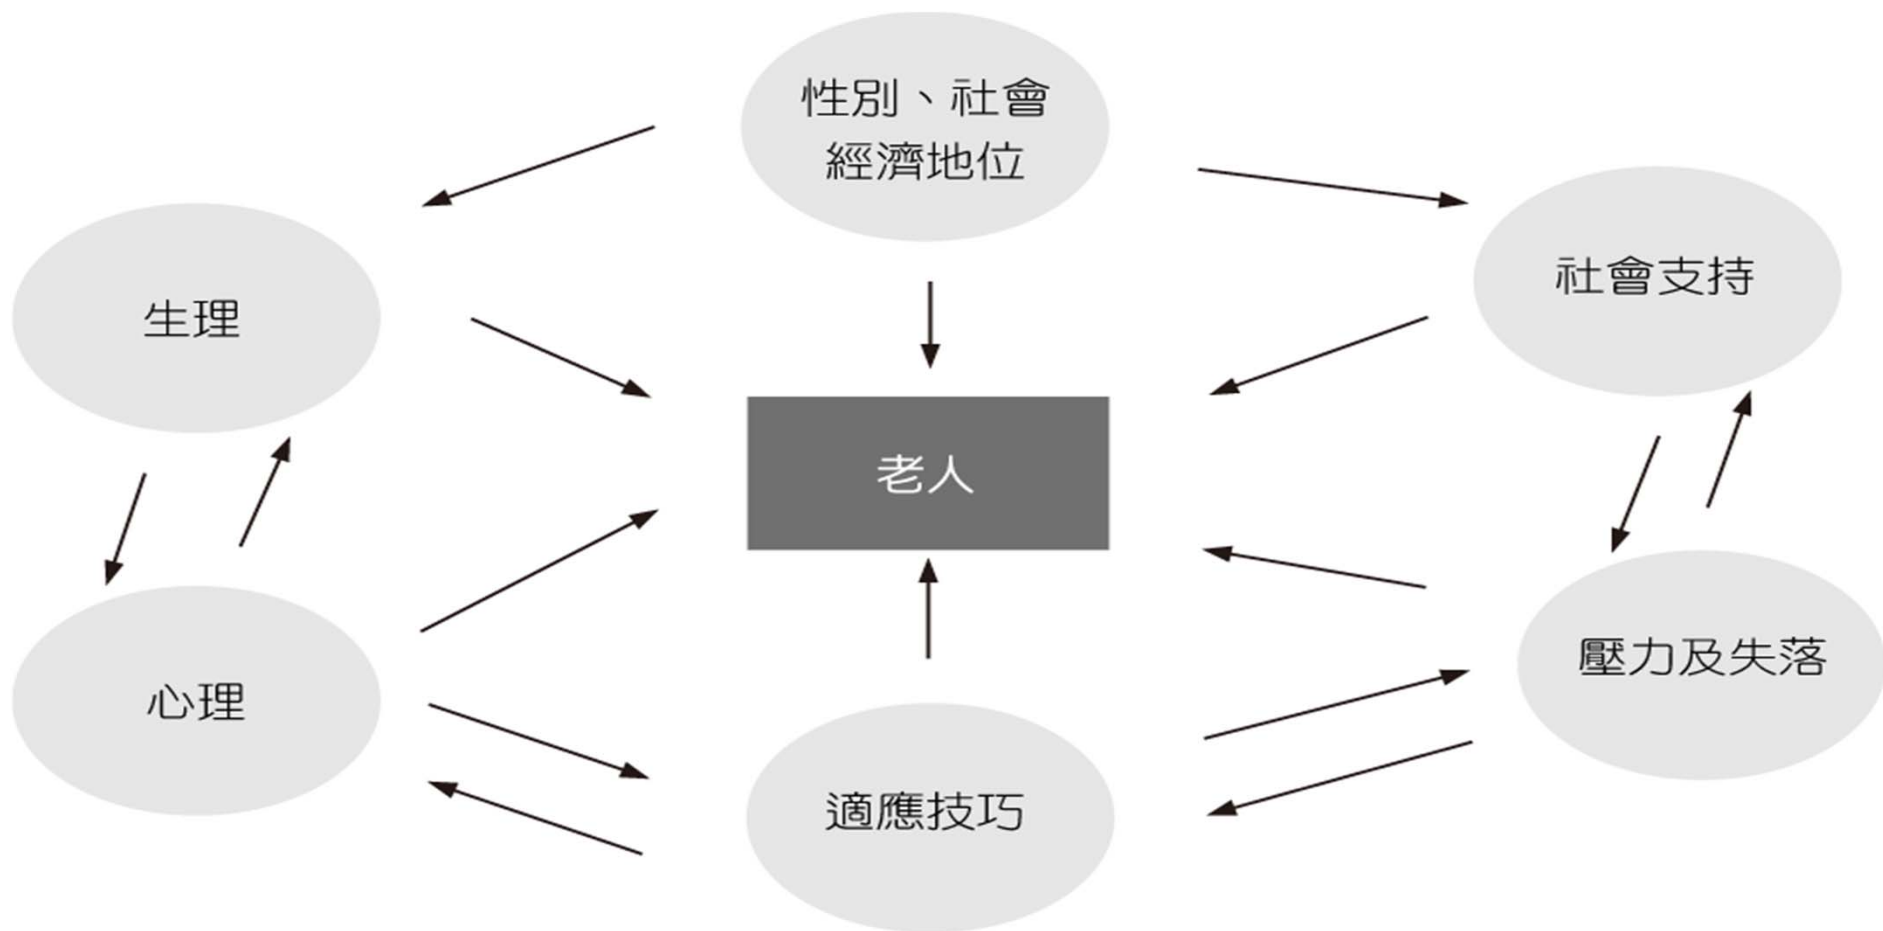 性別、社會
經濟地位
社會支持
生理
老人
壓力及失落
心理
適應技巧